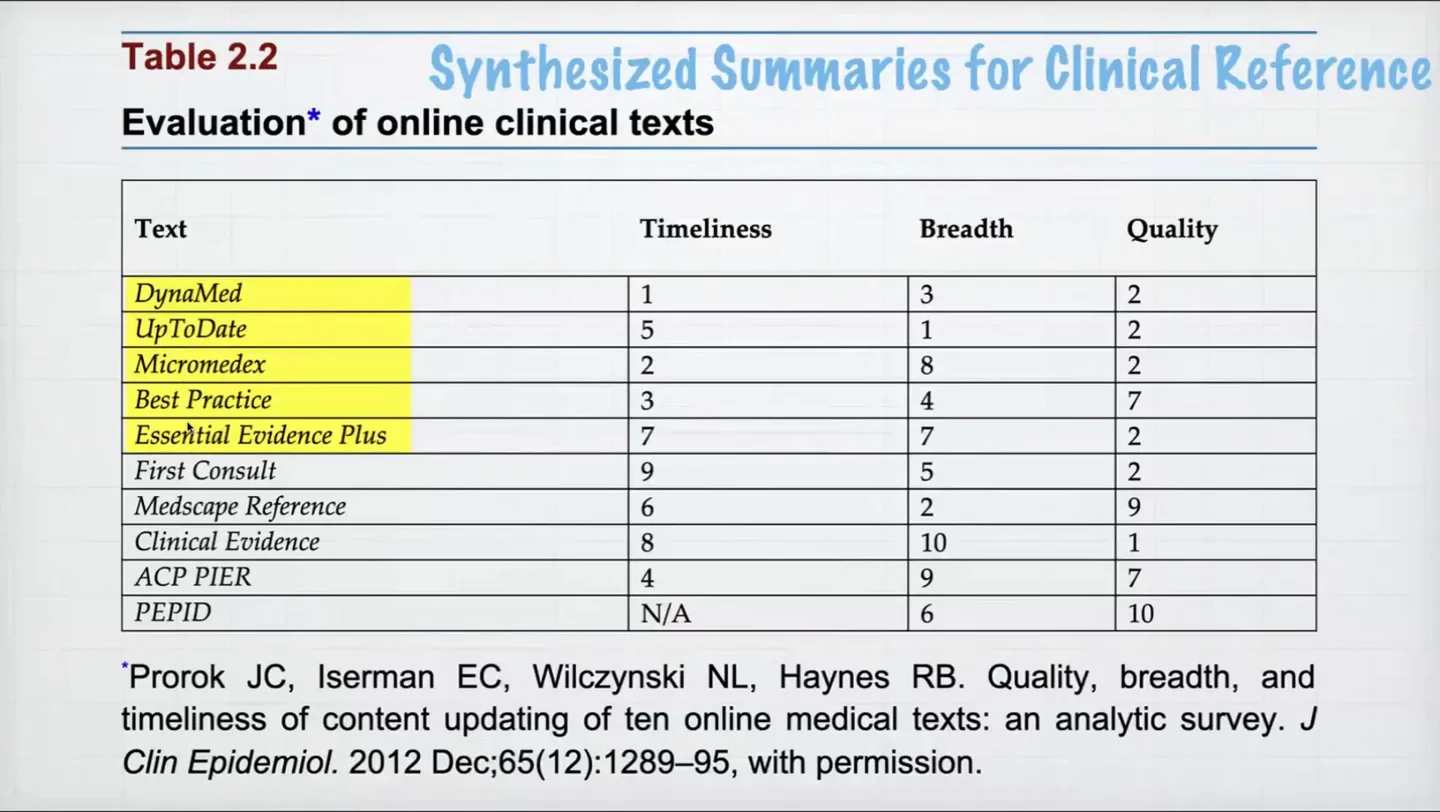 Table 2.2
Synthesized Summaries for Clinical Reference
Evaluation* of online clinical texts
Text Timeliness Breadth Quality
DynaMed 1 3 2
UpToDate 5 1 2
Micromedex 2 8 2
Best Practice 3 4 7
Essential Evidence Plus 7 7 2
First Consult 9 5 2
Medscape Reference 6 2 9
Clinical Evidence 8 10 1
ACP PIER 4 9 7
PEPID N/A 6 10
*Prorok JC, Iserman EC, Wilczynski NL, Haynes RB. Quality, breadth, and
timeliness of content updating of ten online medical texts: an analytic survey. J
Clin Epidemiol. 2012 Dec;65(12):1289–95, with permission.